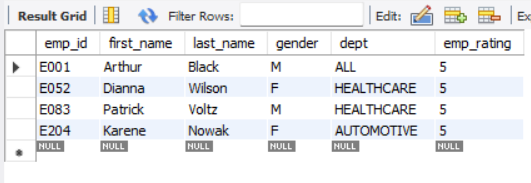 Result Grid Filter Rows: Edit: Ex
emp_id first_name last_name gender dept emp_rating
E001 Arthur Black M ALL 5
E052 Dianna Wilson F HEALTHCARE 5
E083 Patrick Voltz M HEALTHCARE 5
E204 Karene Nowak F AUTOMOTIVE 5
NULL NULL NULL NULL NULL NULL